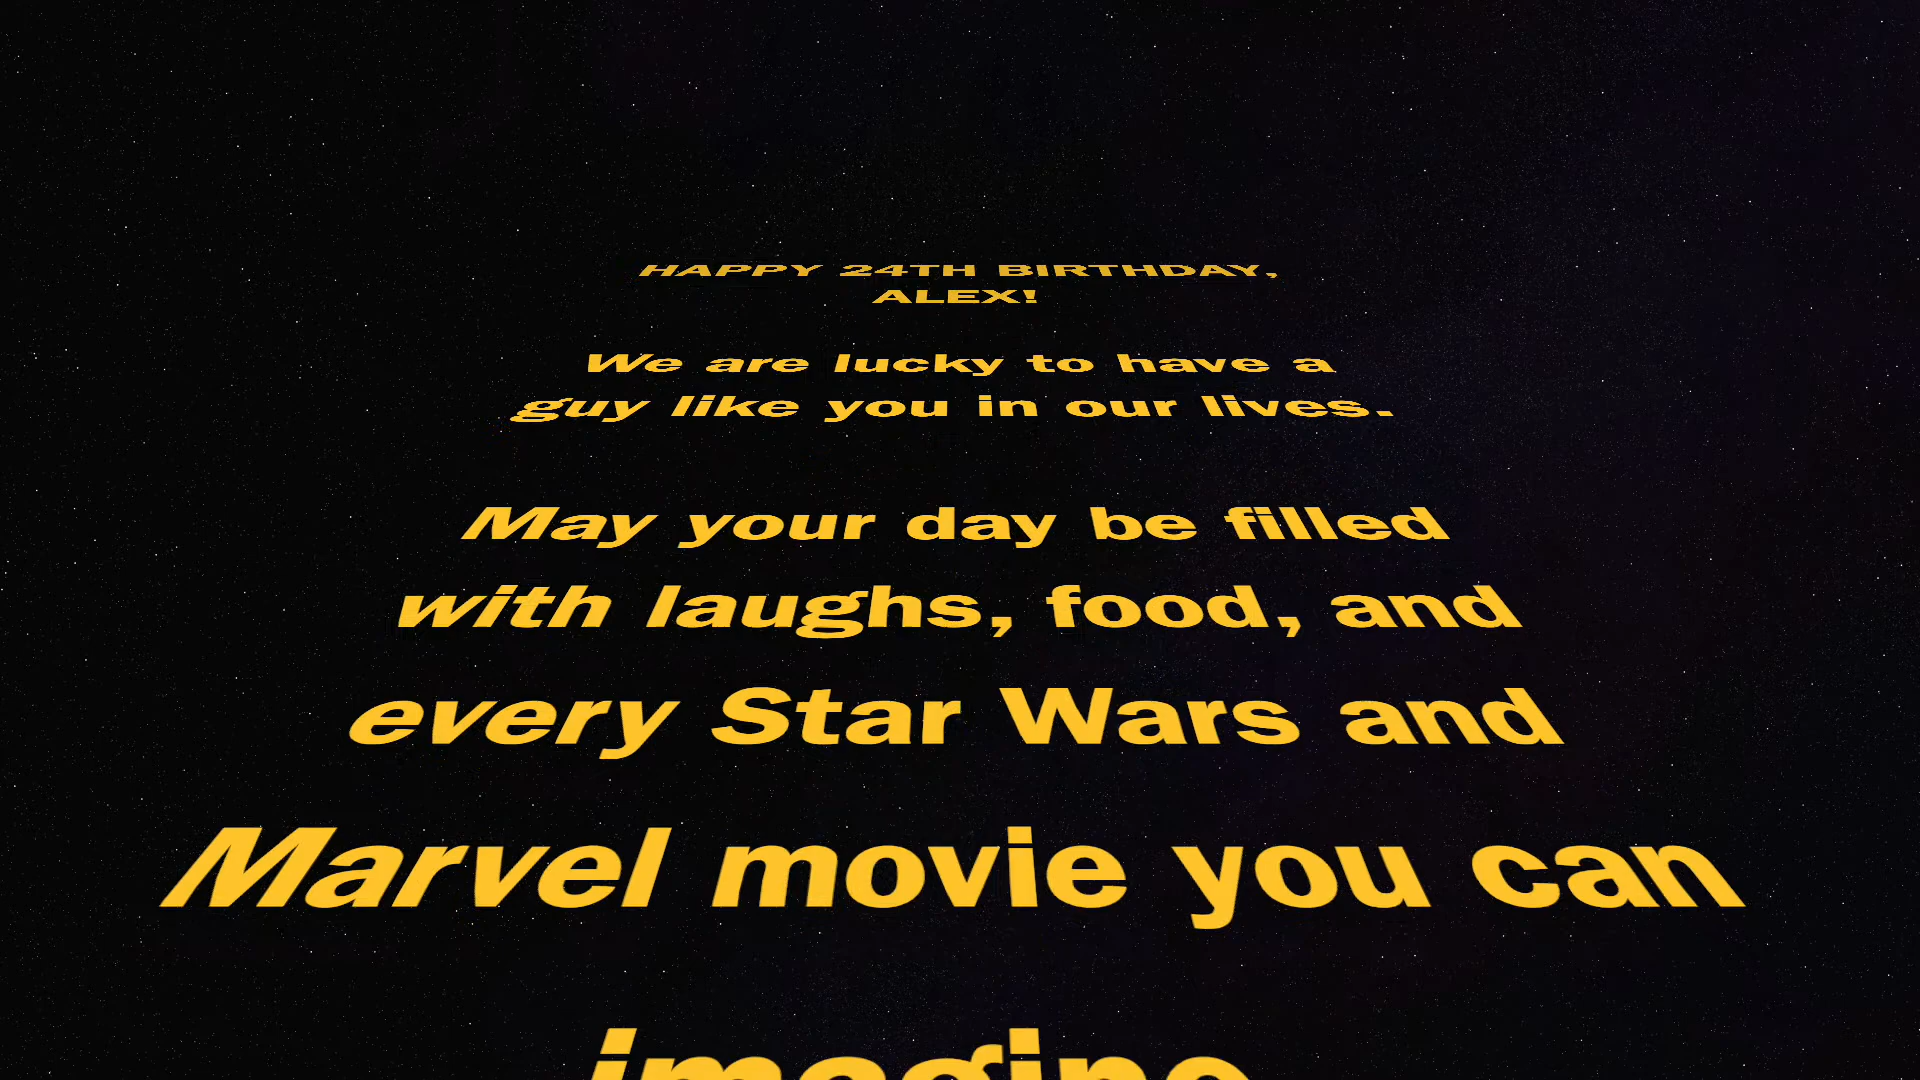 HAPPY 24TH BIRTHDAY,
ALEX!
We are lucky to have a
guy like you in our lives.
May your day be filled
with laughs, food, and
every Star Wars and
Marvel movie you can
imagine